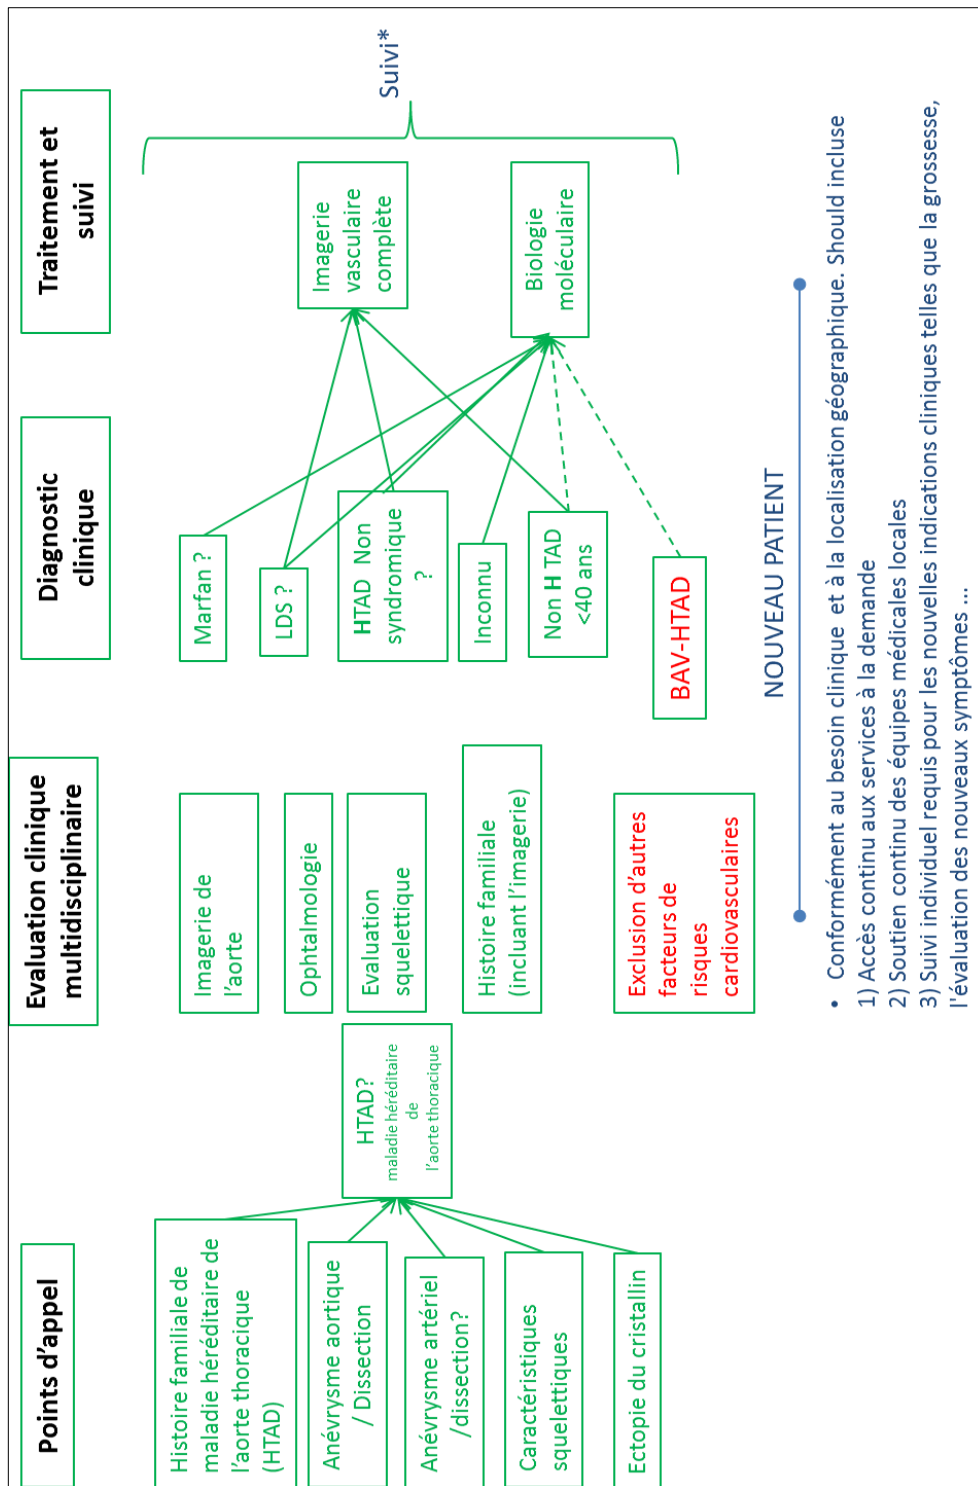 Points d'appel
Histoire familiale de
maladie héréditaire de
l'aorte thoracique
(HTAD)
Anévrysme aortique
/ Dissection
Anévrysme artériel
/dissection?
Caractéristiques
squelettiques
Ectopie du cristallin
HTAD?
maladie héréditaire
de
l'aorte thoracique
Evaluation clinique
multidisciplinaire
Imagerie de
l'aorte
Ophtalmologie
Evaluation
squelettique
Histoire familiale
(incluant l'imagerie)
Exclusion d'autres
facteurs de
risques
cardiovasculaires
Diagnostic
clinique
Marfan ?
LDS ?
HTAD Non
syndromique
?
Inconnu
Non H TAD
<40 ans
BAV-HTAD
Traitement et
suivi
Imagerie
vasculaire
complète
Biologie
moléculaire
Suivi*
NOUVEAU PATIENT
• Conformément au besoin clinique et à la localisation géographique. Should incluse
1) Accès continu aux services à la demande
2) Soutien continu des équipes médicales locales
3) Suivi individuel requis pour les nouvelles indications cliniques telles que la grossesse,
l'évaluation des nouveaux symptômes ...